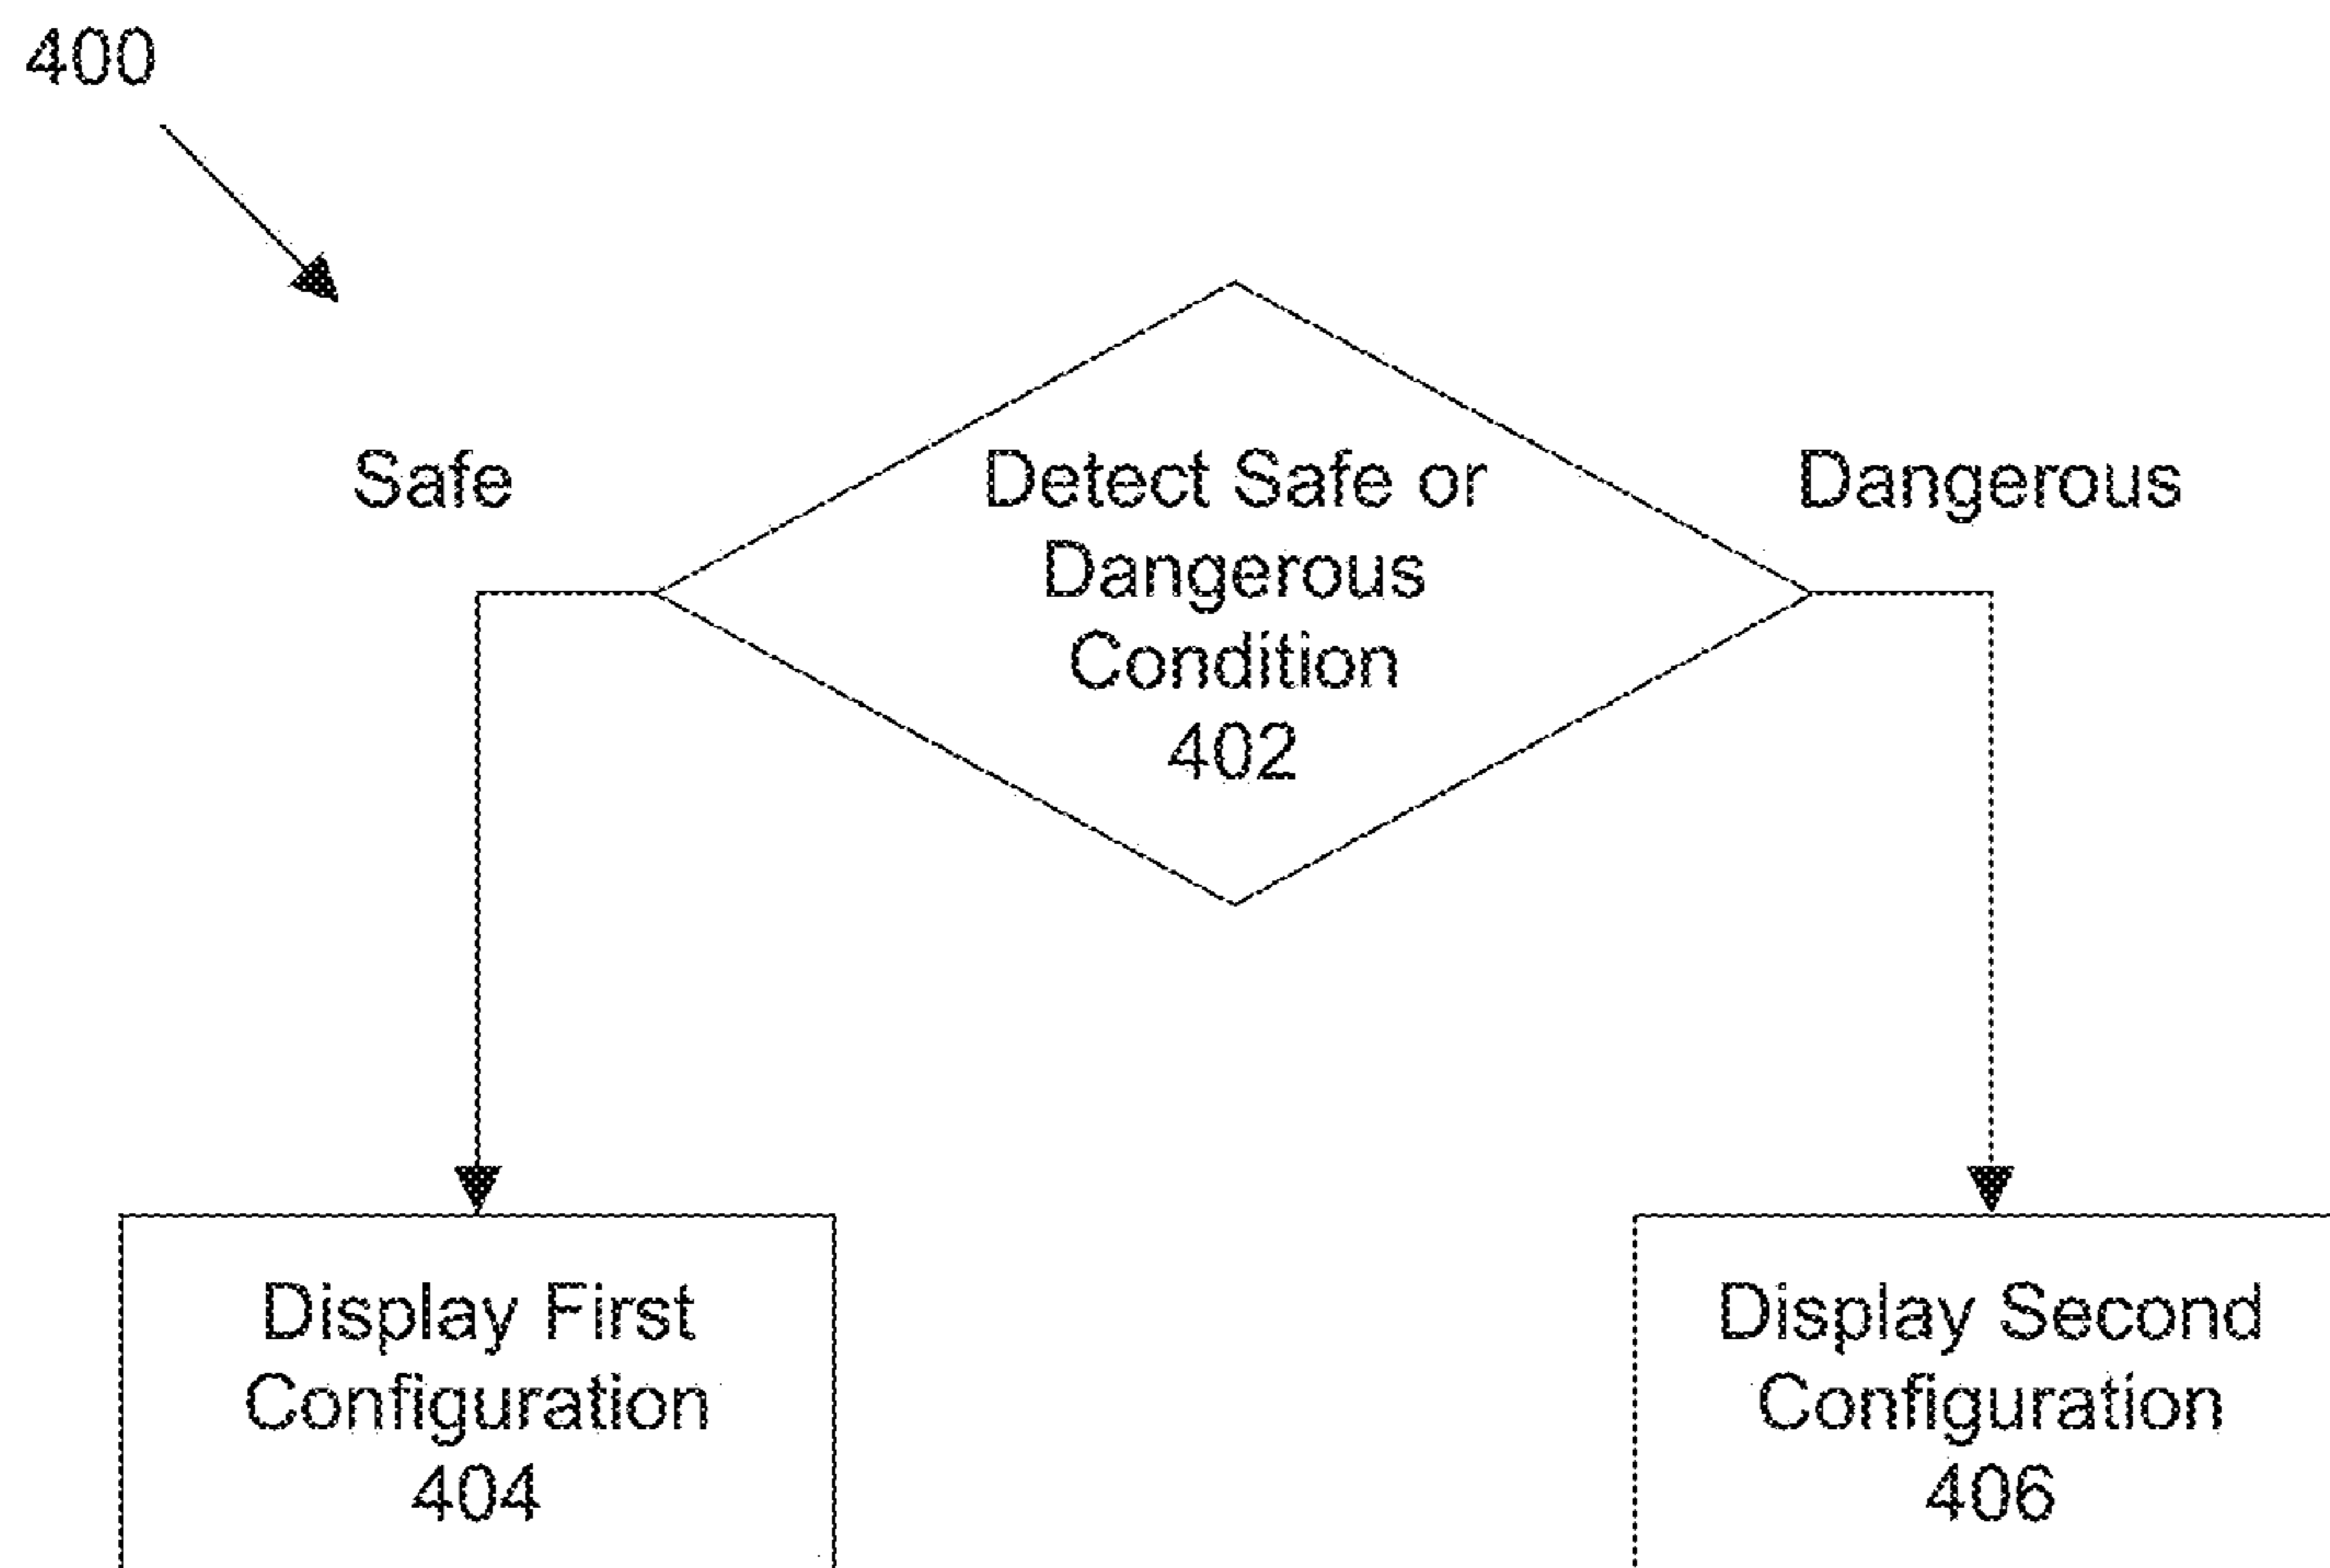 400
Safe
Detect Safe or
Dangerous
Condition
402
Dangerous
Display First
Configuration
404
Display Second
Configuration
406